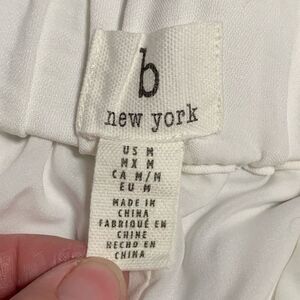 b
new york
US M
MX M
CA M/M
EU M
MADE IN
CHINA
FABRIQUÉ EN
CHINE
HECHO EN
CHINA